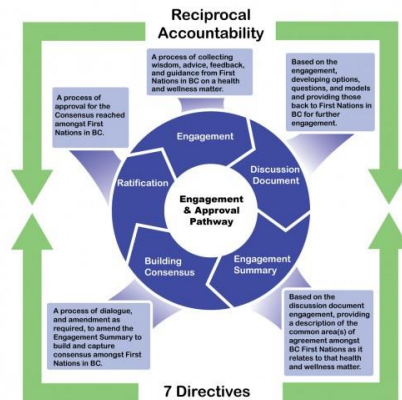 Reciprocal
Accountability
A process of collecting
wisdom, advice, feedback,
and guidance from First
Nations in BC on a health
and wellness matter.
Based on the
engagement,
developing options,
questions, and models
and providing those
back to First Nations in
BC for further
engagement.
A process of
approval for the
Consensus reached
amongst First
Nations in BC.
Engagement
Discussion
Document
Ratification
Engagement
& Approval
Pathway
Building
Consensus
Engagement
Summary
A process of dialogue,
and amendment as
required, to amend the
Engagement Summary to
build and capture
consensus amongst First
Nations in BC.
Based on the
discussion document
engagement, providing
a description of the
common area(s) of
agreement amongst
BC First Nations as it
relates to that health
and wellness matter.
7 Directives